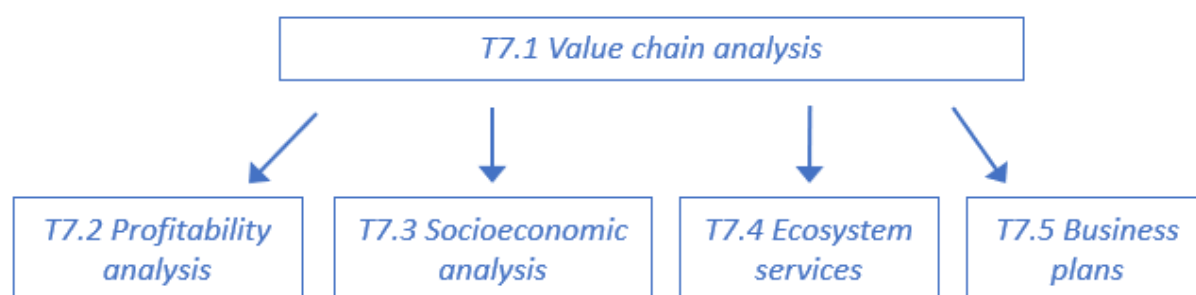 T7.1 Value chain analysis
T7.2 Profitability
analysis
T7.3 Socioeconomic
analysis
T7.4 Ecosystem
services
T7.5 Business
plans